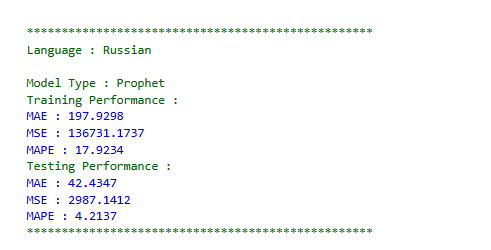 **************************************************
Language : Russian
Model Type : Prophet
Training Performance :
MAE : 197.9298
MSE : 136731.1737
MAPE : 17.9234
Testing Performance :
MAE : 42.4347
MSE : 2987.1412
MAPE : 4.2137
**************************************************